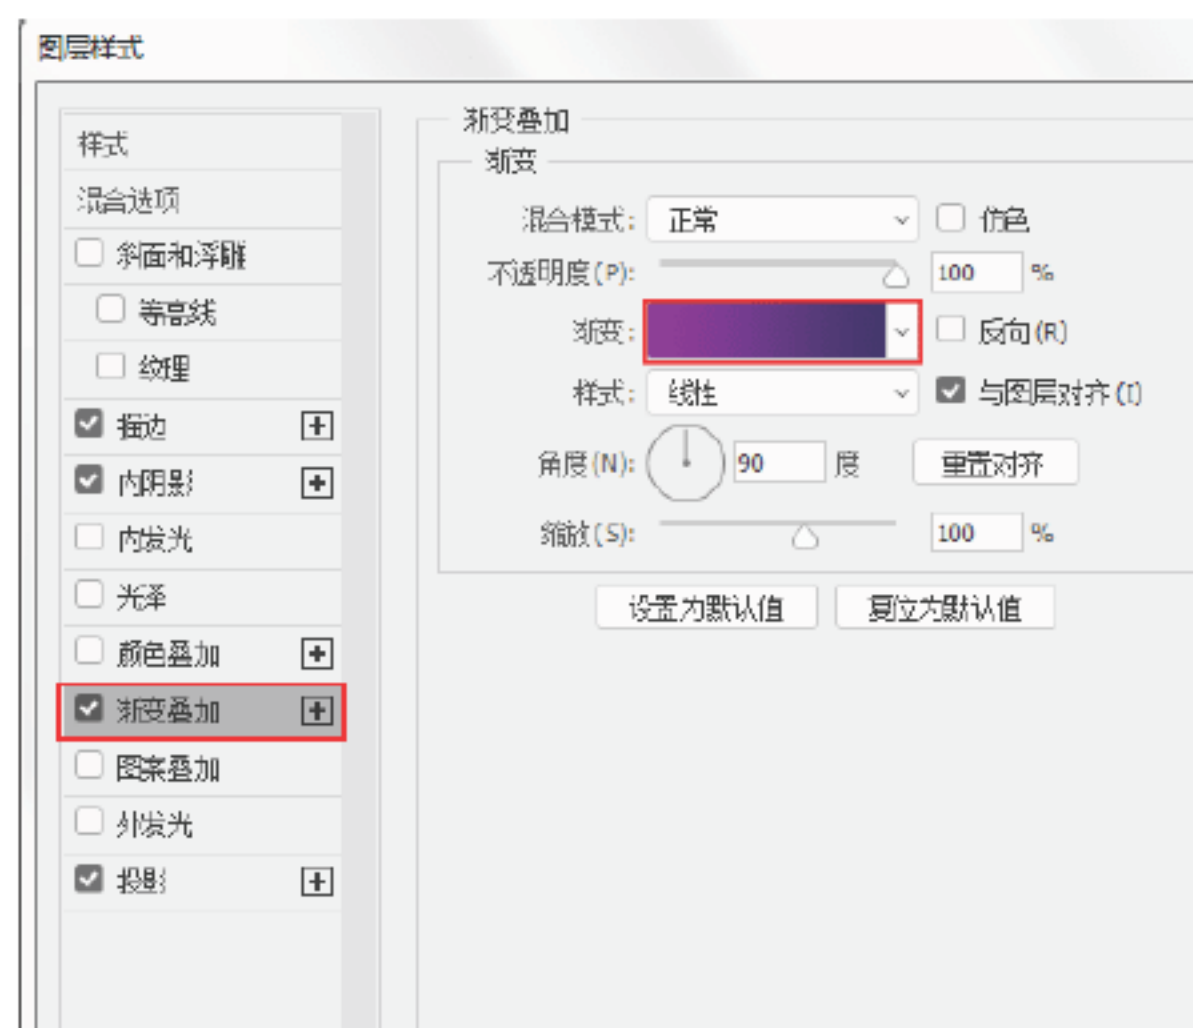 图层样式
样式
混合选项
斜面和浮雕
等高线
纹理
描边
内阴影
内发光
光泽
颜色叠加
渐变叠加
图案叠加
外发光
投影
渐变叠加
渐变
混合模式: 正常 仿色
不透明度(P): 100 %
渐变: 反向(R)
样式: 线性 与图层对齐(I)
角度(N): 90 度 重置对齐
缩放(S): 100 %
设置为默认值 复位为默认值